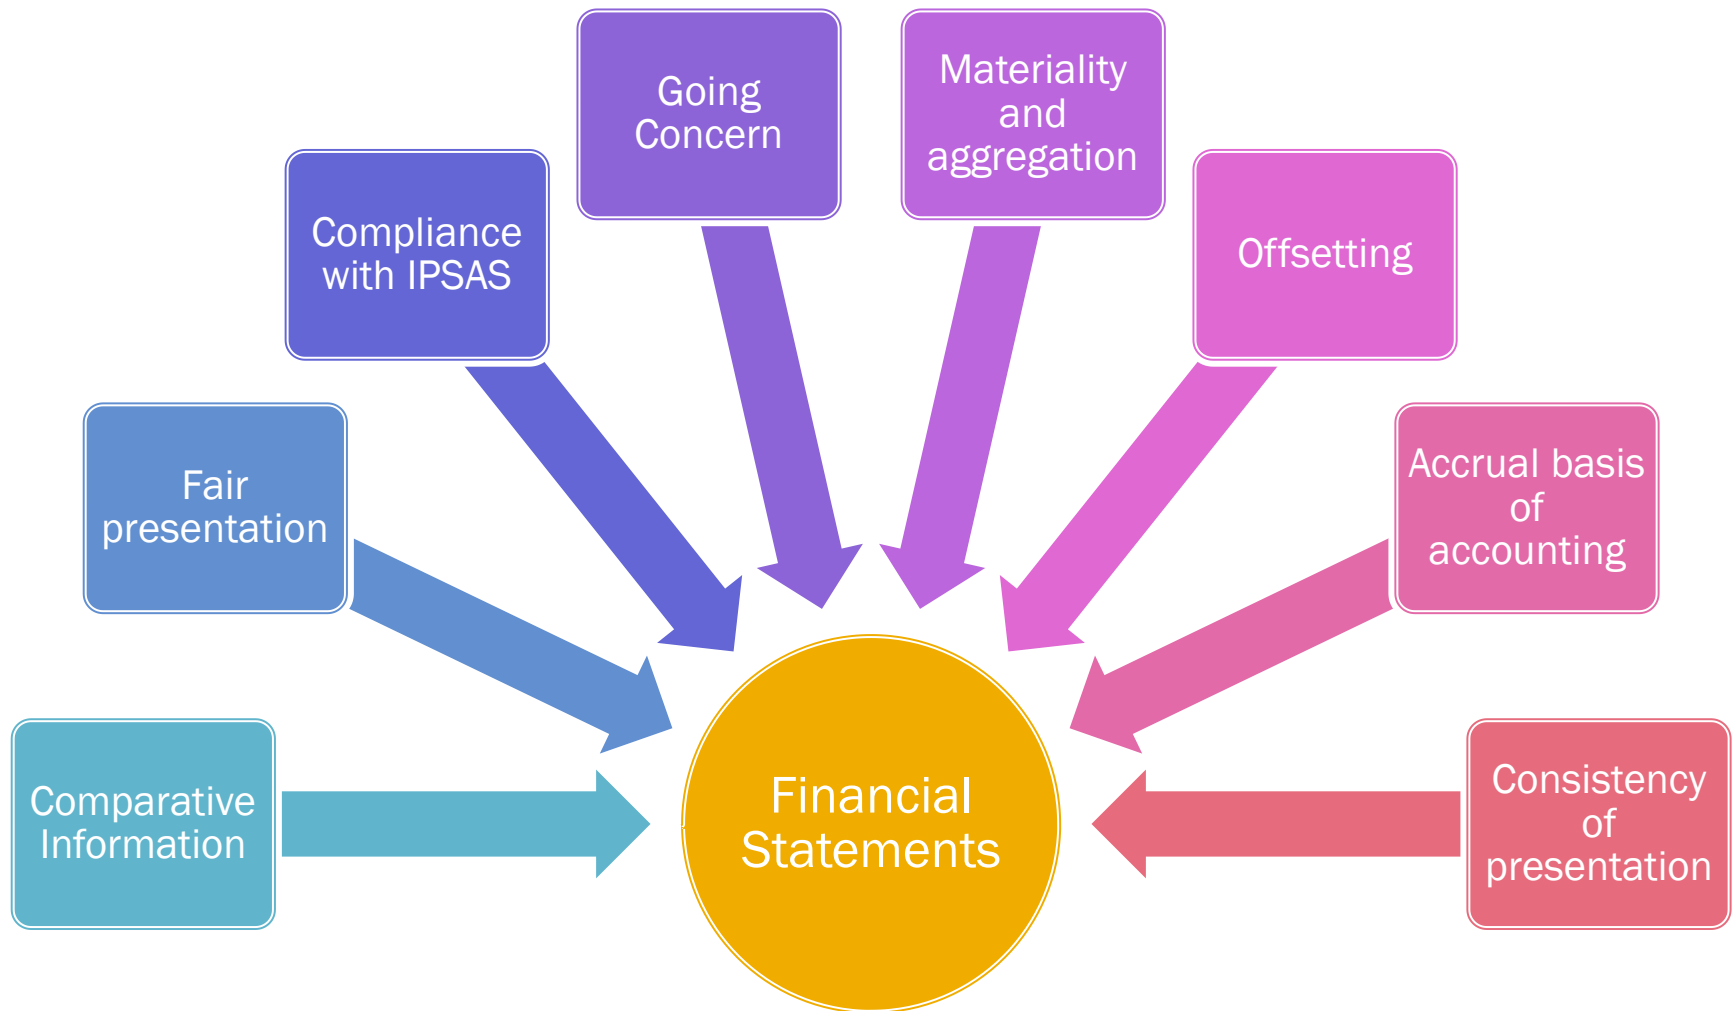 Going
Concern
Materiality
and
aggregation
Compliance
with IPSAS
Offsetting
Fair
presentation
Accrual basis
of
accounting
Comparative
Information
Financial
Statements
Consistency
of
presentation